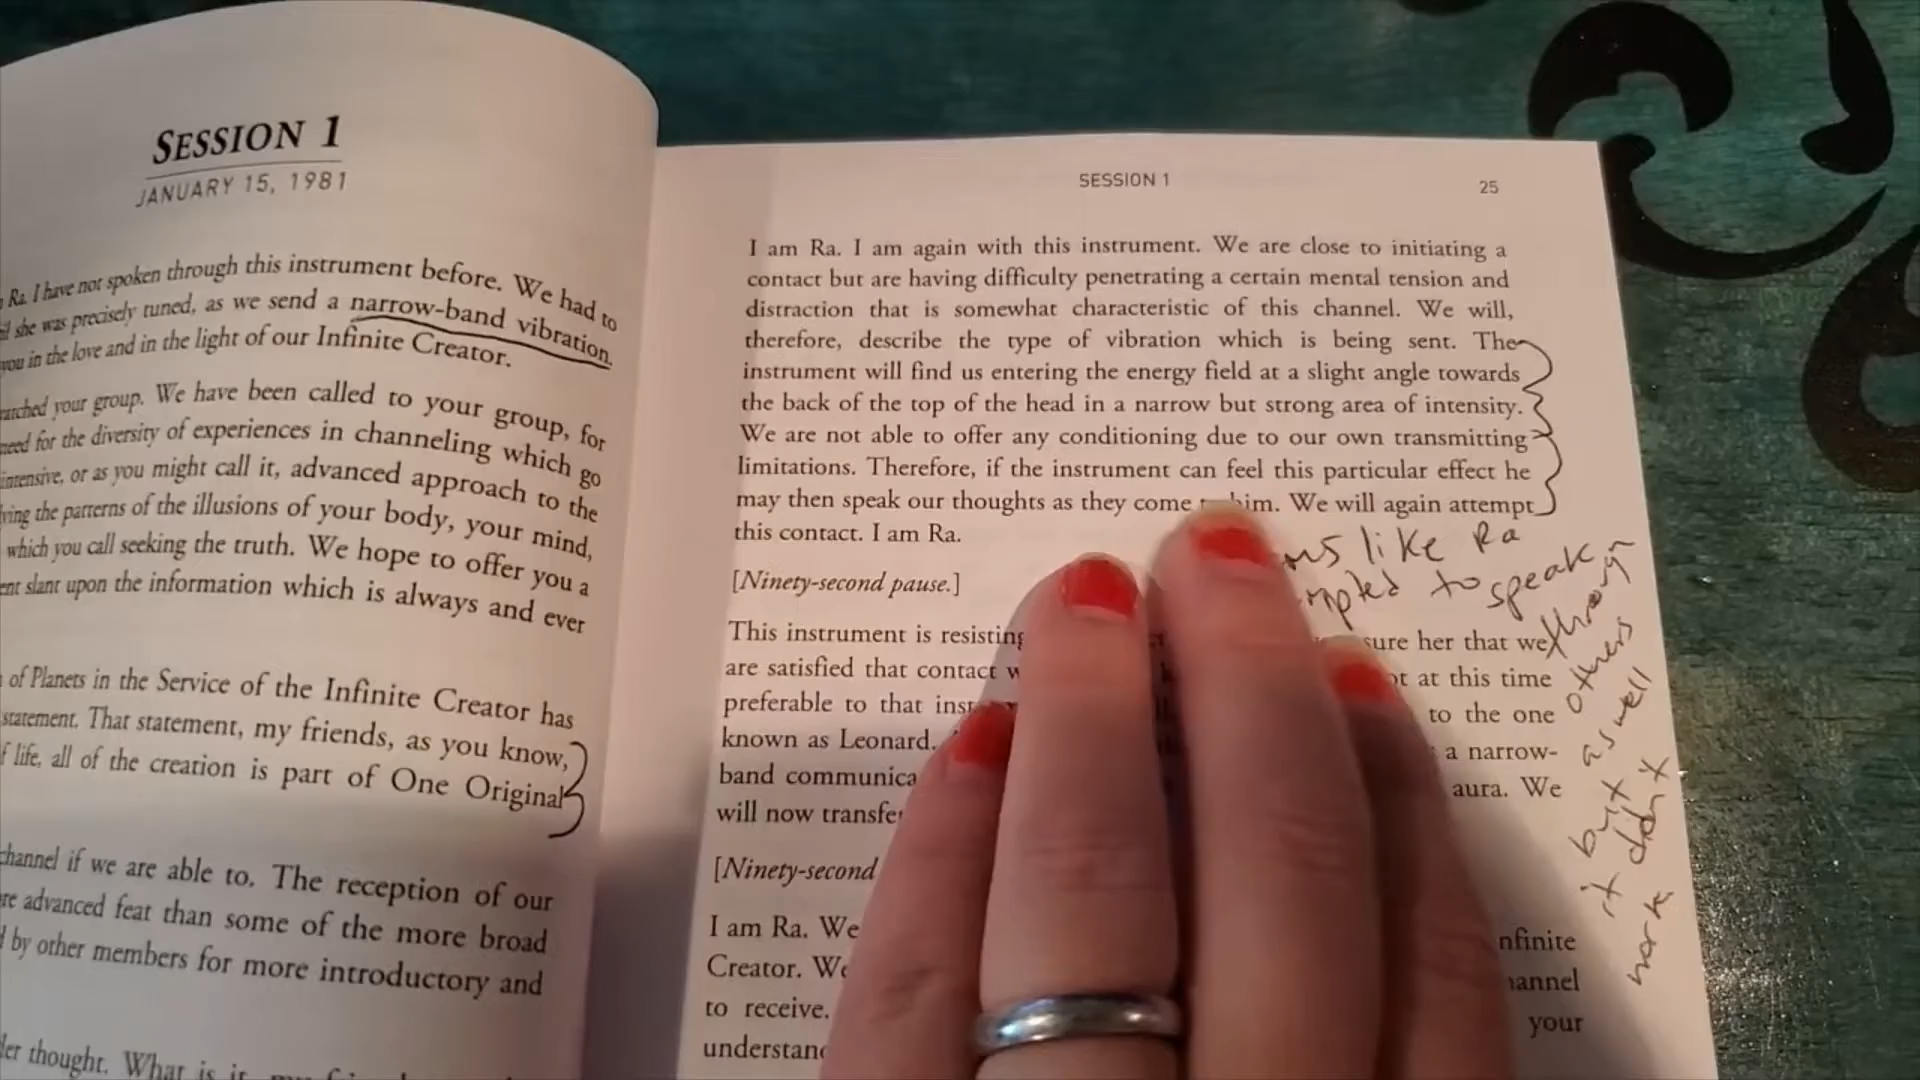 SESSION 1
JANUARY 15, 1981
Ra. I have not spoken through this instrument before. We had to
she was precisely tuned, as we send a narrow-band vibration.
you in the love and in the light of our Infinite Creator.
your group. We have been called to your group, for
need for the diversity of experiences in channeling which go
intensive, or as you might call it, advanced approach to the
the patterns of the illusions of your body, your mind,
which you call seeking the truth. We hope to offer you a
slant upon the information which is always and ever
of Planets in the Service of the Infinite Creator has
statement. That statement, my friends, as you know,
life, all of the creation is part of One Original
channel if we are able to. The reception of our
advanced feat than some of the more broad
by other members for more introductory and
thought. What is it, my
SESSION 1
25
I am Ra. I am again with this instrument. We are close to initiating a
contact but are having difficulty penetrating a certain mental tension and
distraction that is somewhat characteristic of this channel. We will,
therefore, describe the type of vibration which is being sent. The
instrument will find us entering the energy field at a slight angle towards
the back of the top of the head in a narrow but strong area of intensity.
We are not able to offer any conditioning due to our own transmitting
limitations. Therefore, if the instrument can feel this particular effect he
may then speak our thoughts as they come him. We will again attempt
this contact. I am Ra.
[Ninety-second pause.]
This instrument is resisting sure her that we
are satisfied that contact at this time
preferable to that to the one
known as Leonard. a narrow-
band aura. We
will now
[Ninety-second
I am Ra. We
Creator. We
to receive. your
like Ra
to speak
through
others
as well
but
it didn't
work